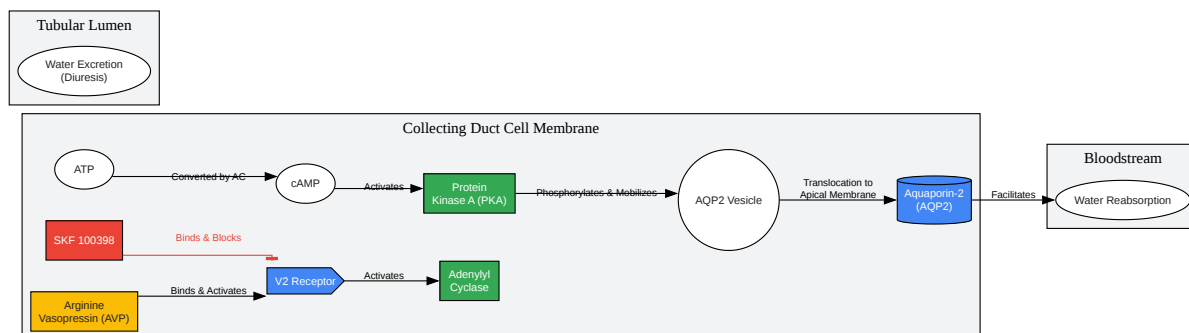 Tubular Lumen
Water Excretion
(Diuresis)
Collecting Duct Cell Membrane
ATP
Converted by AC
cAMP
Activates
Protein
Kinase A (PKA)
Phosphorylates & Mobilizes
AQP2 Vesicle
Translocation to
Apical Membrane
Aquaporin-2
(AQP2)
Facilitates
Bloodstream
Water Reabsorption
SKF 100398
Binds & Blocks
V2 Receptor
Activates
Adenylyl
Cyclase
Arginine
Vasopressin (AVP)
Binds & Activates